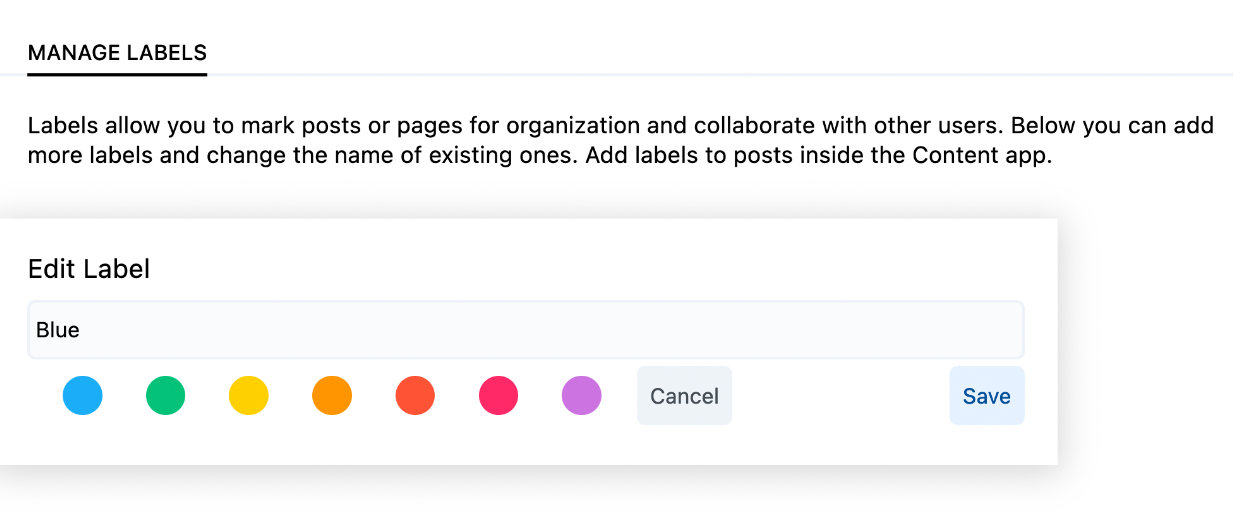 MANAGE LABELS
Labels allow you to mark posts or pages for organization and collaborate with other users. Below you can add
more labels and change the name of existing ones. Add labels to posts inside the Content app.
Edit Label
Blue
Cancel Save